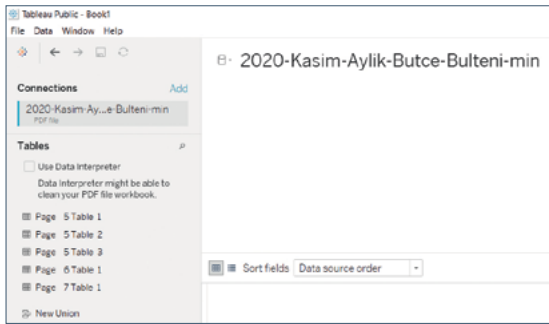 Tableau Public - Book1
File Data Window Help
2020-Kasim-Aylik-Butce-Bulteni-min
Connections Add
2020-Kasim-Ay...e-Bulteni-min
PDF file
Tables
Use Data Interpreter
Data Interpreter might be able to
clean your PDF file workbook.
Page 5 Table 1
Page 5 Table 2
Page 5 Table 3
Page 6 Table 1
Page 7 Table 1
New Union
Sort fields Data source order